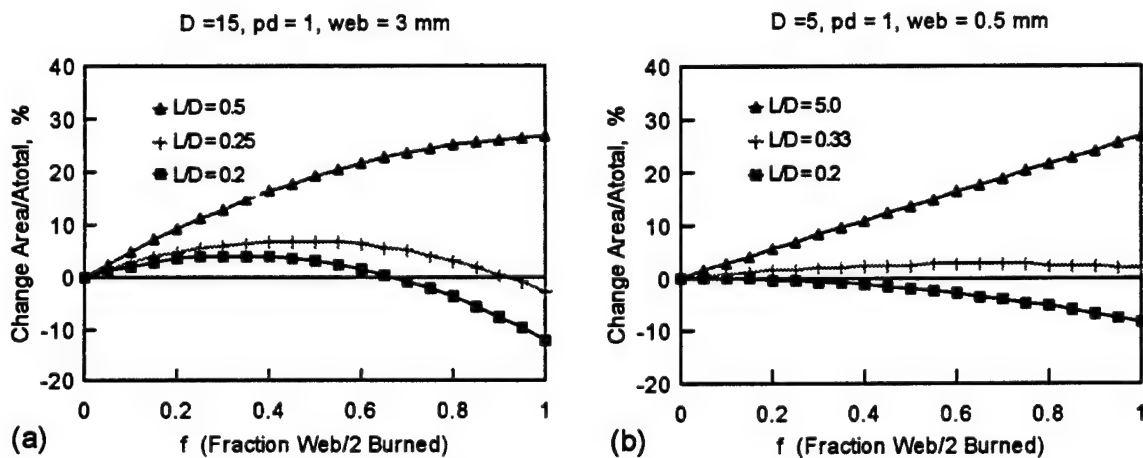 D =15, pd = 1, web = 3 mm
Change Area/Atotal, %
40
30
20
10
0
-10
-20
L/D= 0.5
L/D= 0.25
L/D= 0.2
0 0.2 0.4 0.6 0.8 1
f (Fraction Web/2 Burned)
(a)
D =5, pd = 1, web = 0.5 mm
Change Area/Atotal, %
40
30
20
10
0
-10
-20
L/D= 5.0
L/D= 0.33
L/D= 0.2
0 0.2 0.4 0.6 0.8 1
f (Fraction Web/2 Burned)
(b)